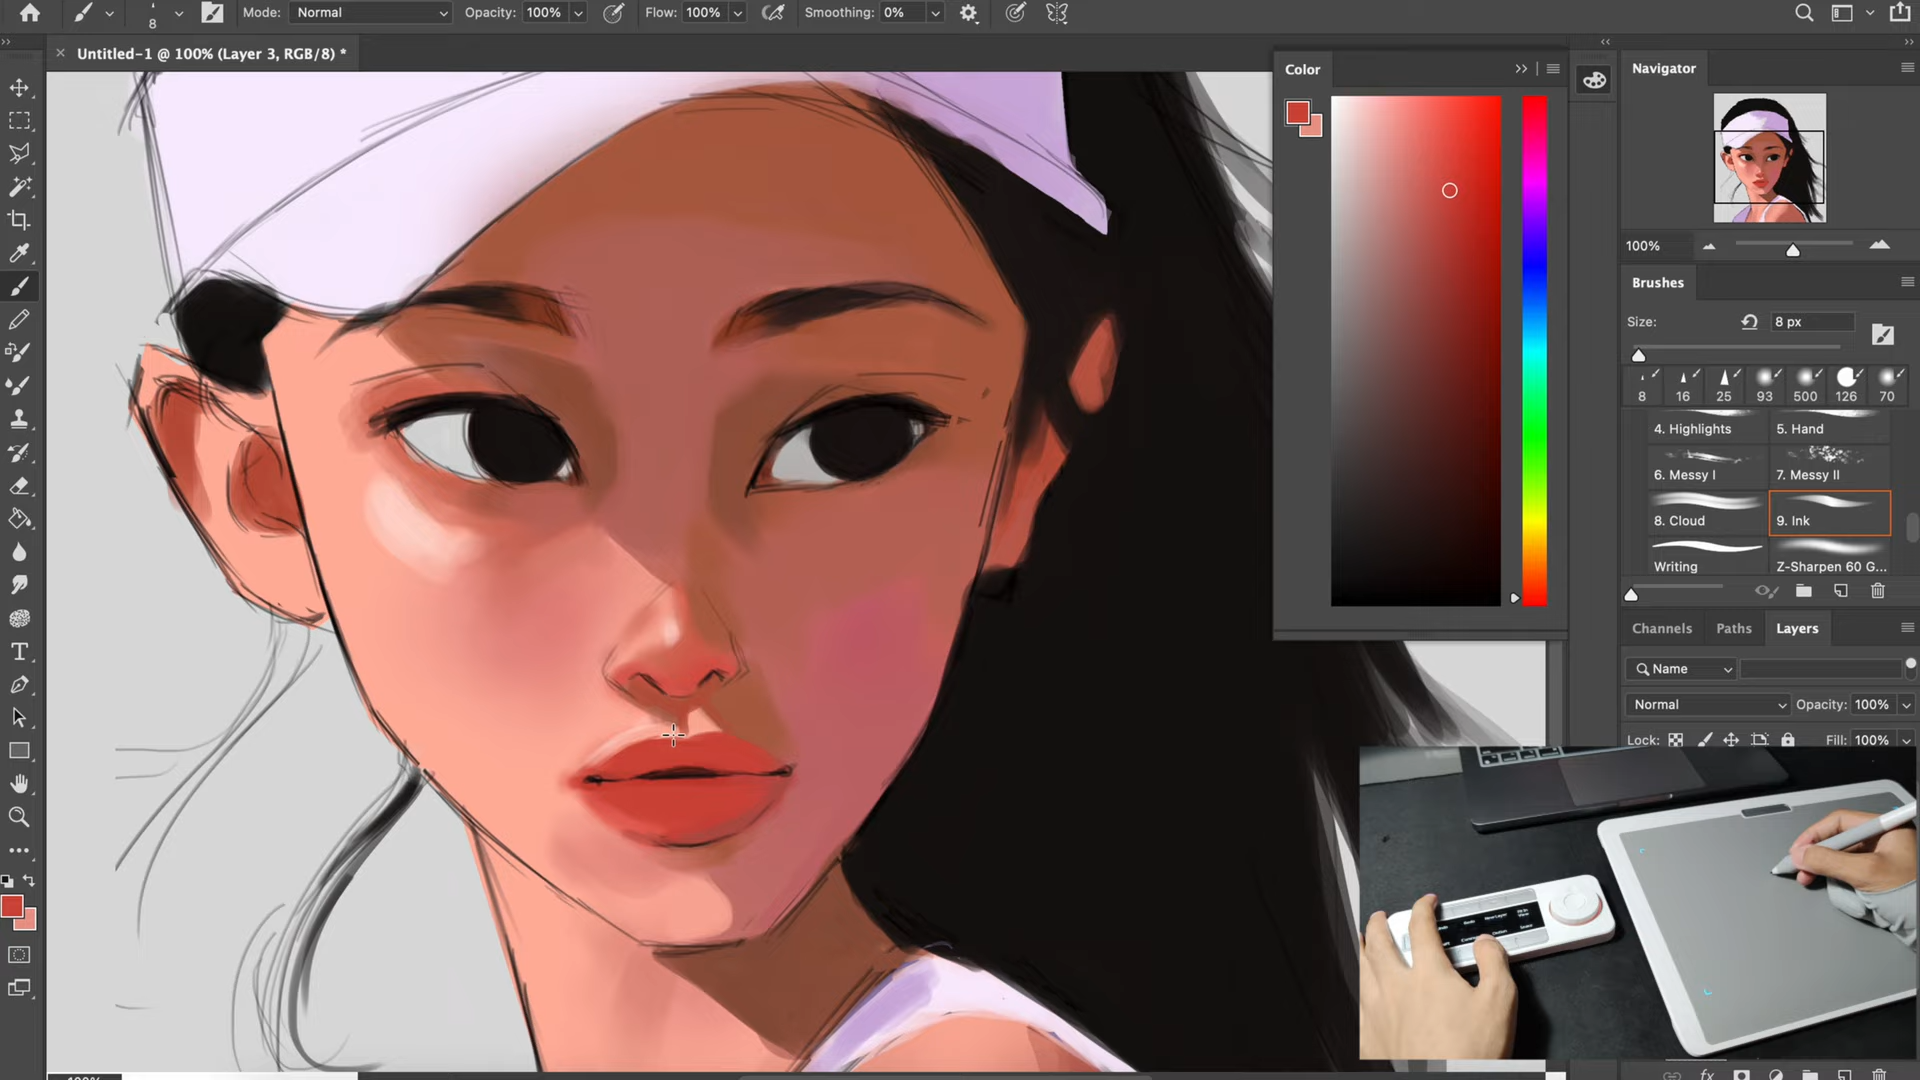 8
Mode: Normal
Opacity: 100%
Flow: 100%
Smoothing: 0%
Untitled-1 @ 100% (Layer 3, RGB/8) *
Color
Navigator
100%
Brushes
Size:
8 px
8 16 25 93 500 126 70
4. Highlights 5. Hand
6. Messy I 7. Messy II
8. Cloud 9. Ink
Writing Z-Sharpen 60 G...
Channels Paths Layers
Name
Normal Opacity: 100%
Lock: Fill: 100%
T
fx